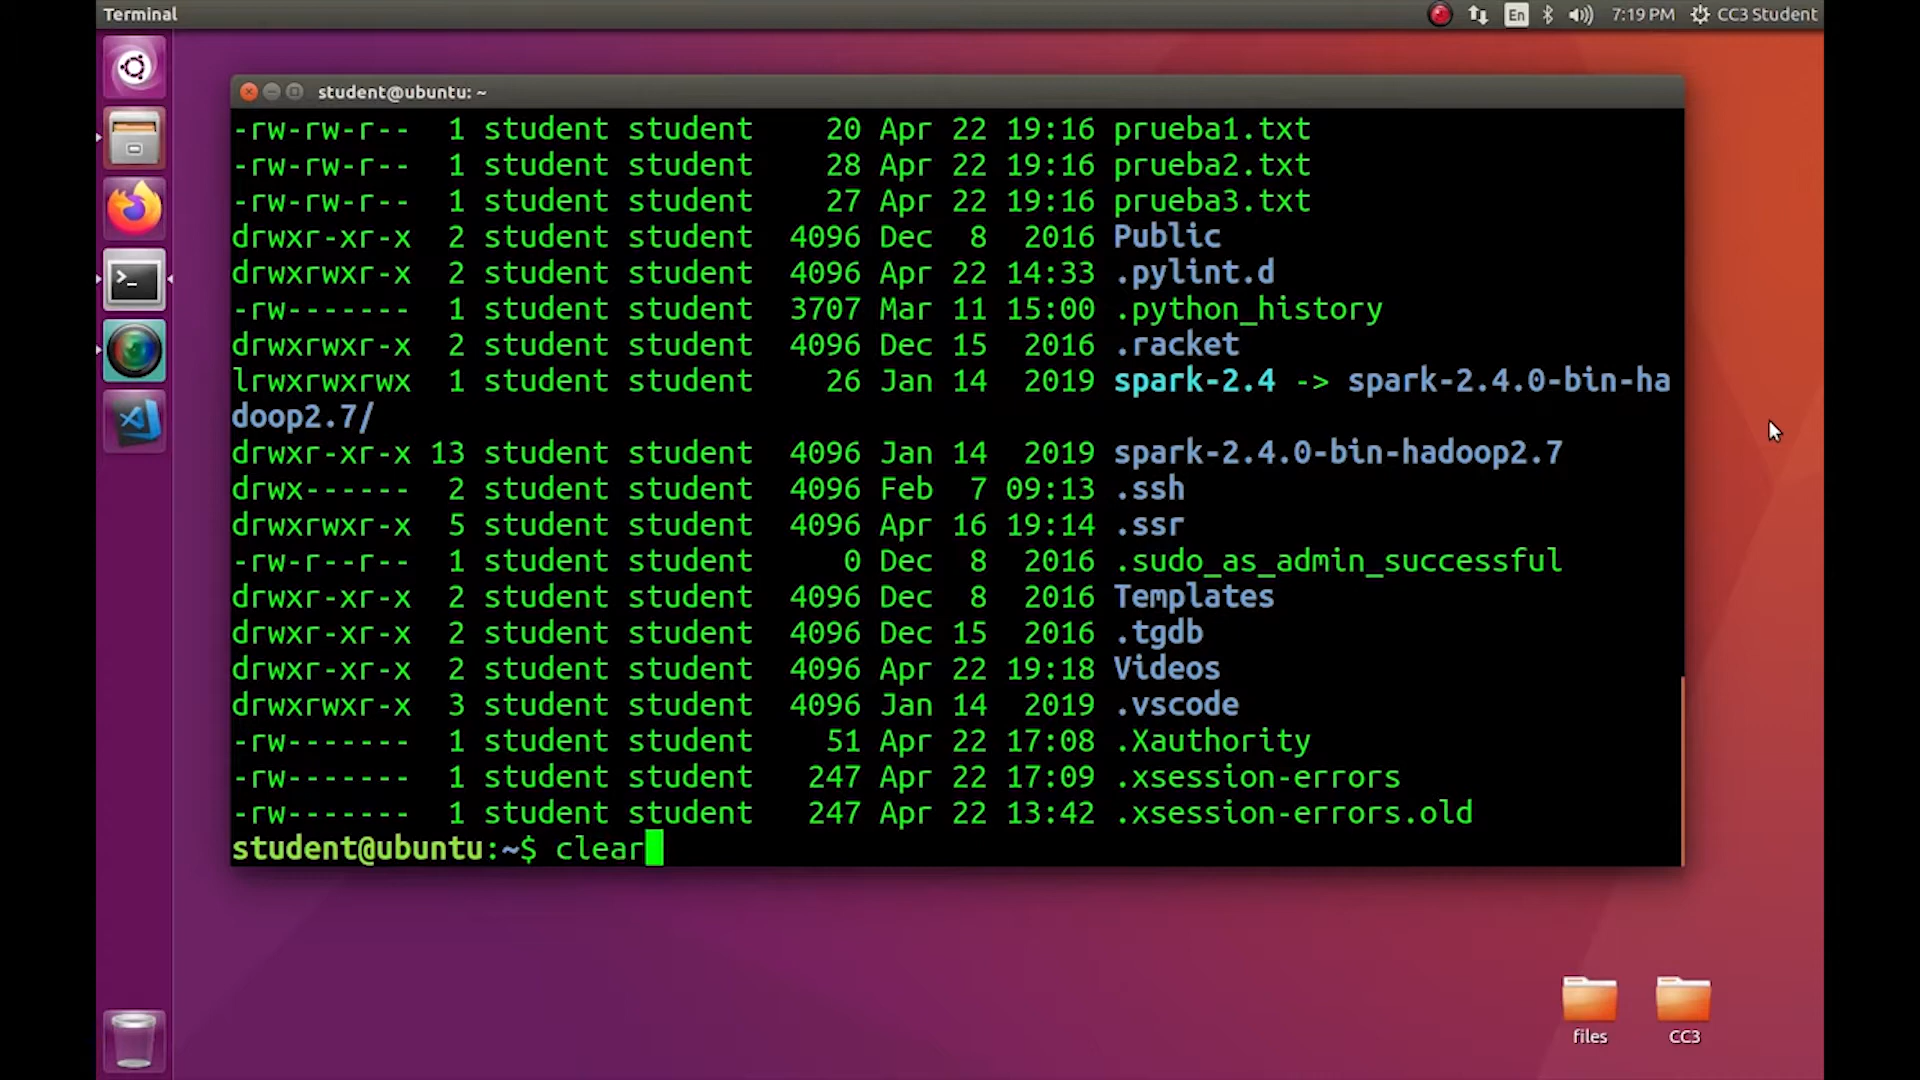 Terminal
En
7:19 PM
CC3 Student
student@ubuntu: ~
-rw-rw-r-- 1 student student 20 Apr 22 19:16 prueba1.txt
-rw-rw-r-- 1 student student 28 Apr 22 19:16 prueba2.txt
-rw-rw-r-- 1 student student 27 Apr 22 19:16 prueba3.txt
drwxr-xr-x 2 student student 4096 Dec 8 2016 Public
drwxrwxr-x 2 student student 4096 Apr 22 14:33 .pylint.d
-rw------- 1 student student 3707 Mar 11 15:00 .python_history
drwxrwxr-x 2 student student 4096 Dec 15 2016 .racket
lrwxrwxrwx 1 student student 26 Jan 14 2019 spark-2.4 -> spark-2.4.0-bin-ha
doop2.7/
drwxr-xr-x 13 student student 4096 Jan 14 2019 spark-2.4.0-bin-hadoop2.7
drwx------ 2 student student 4096 Feb 7 09:13 .ssh
drwxrwxr-x 5 student student 4096 Apr 16 19:14 .ssr
-rw-r--r-- 1 student student 0 Dec 8 2016 .sudo_as_admin_successful
drwxr-xr-x 2 student student 4096 Dec 8 2016 Templates
drwxr-xr-x 2 student student 4096 Dec 15 2016 .tgdb
drwxr-xr-x 2 student student 4096 Apr 22 19:18 Videos
drwxrwxr-x 3 student student 4096 Jan 14 2019 .vscode
-rw------- 1 student student 51 Apr 22 17:08 .Xauthority
-rw------- 1 student student 247 Apr 22 17:09 .xsession-errors
-rw------- 1 student student 247 Apr 22 13:42 .xsession-errors.old
student@ubuntu:~$ clear
files
CC3